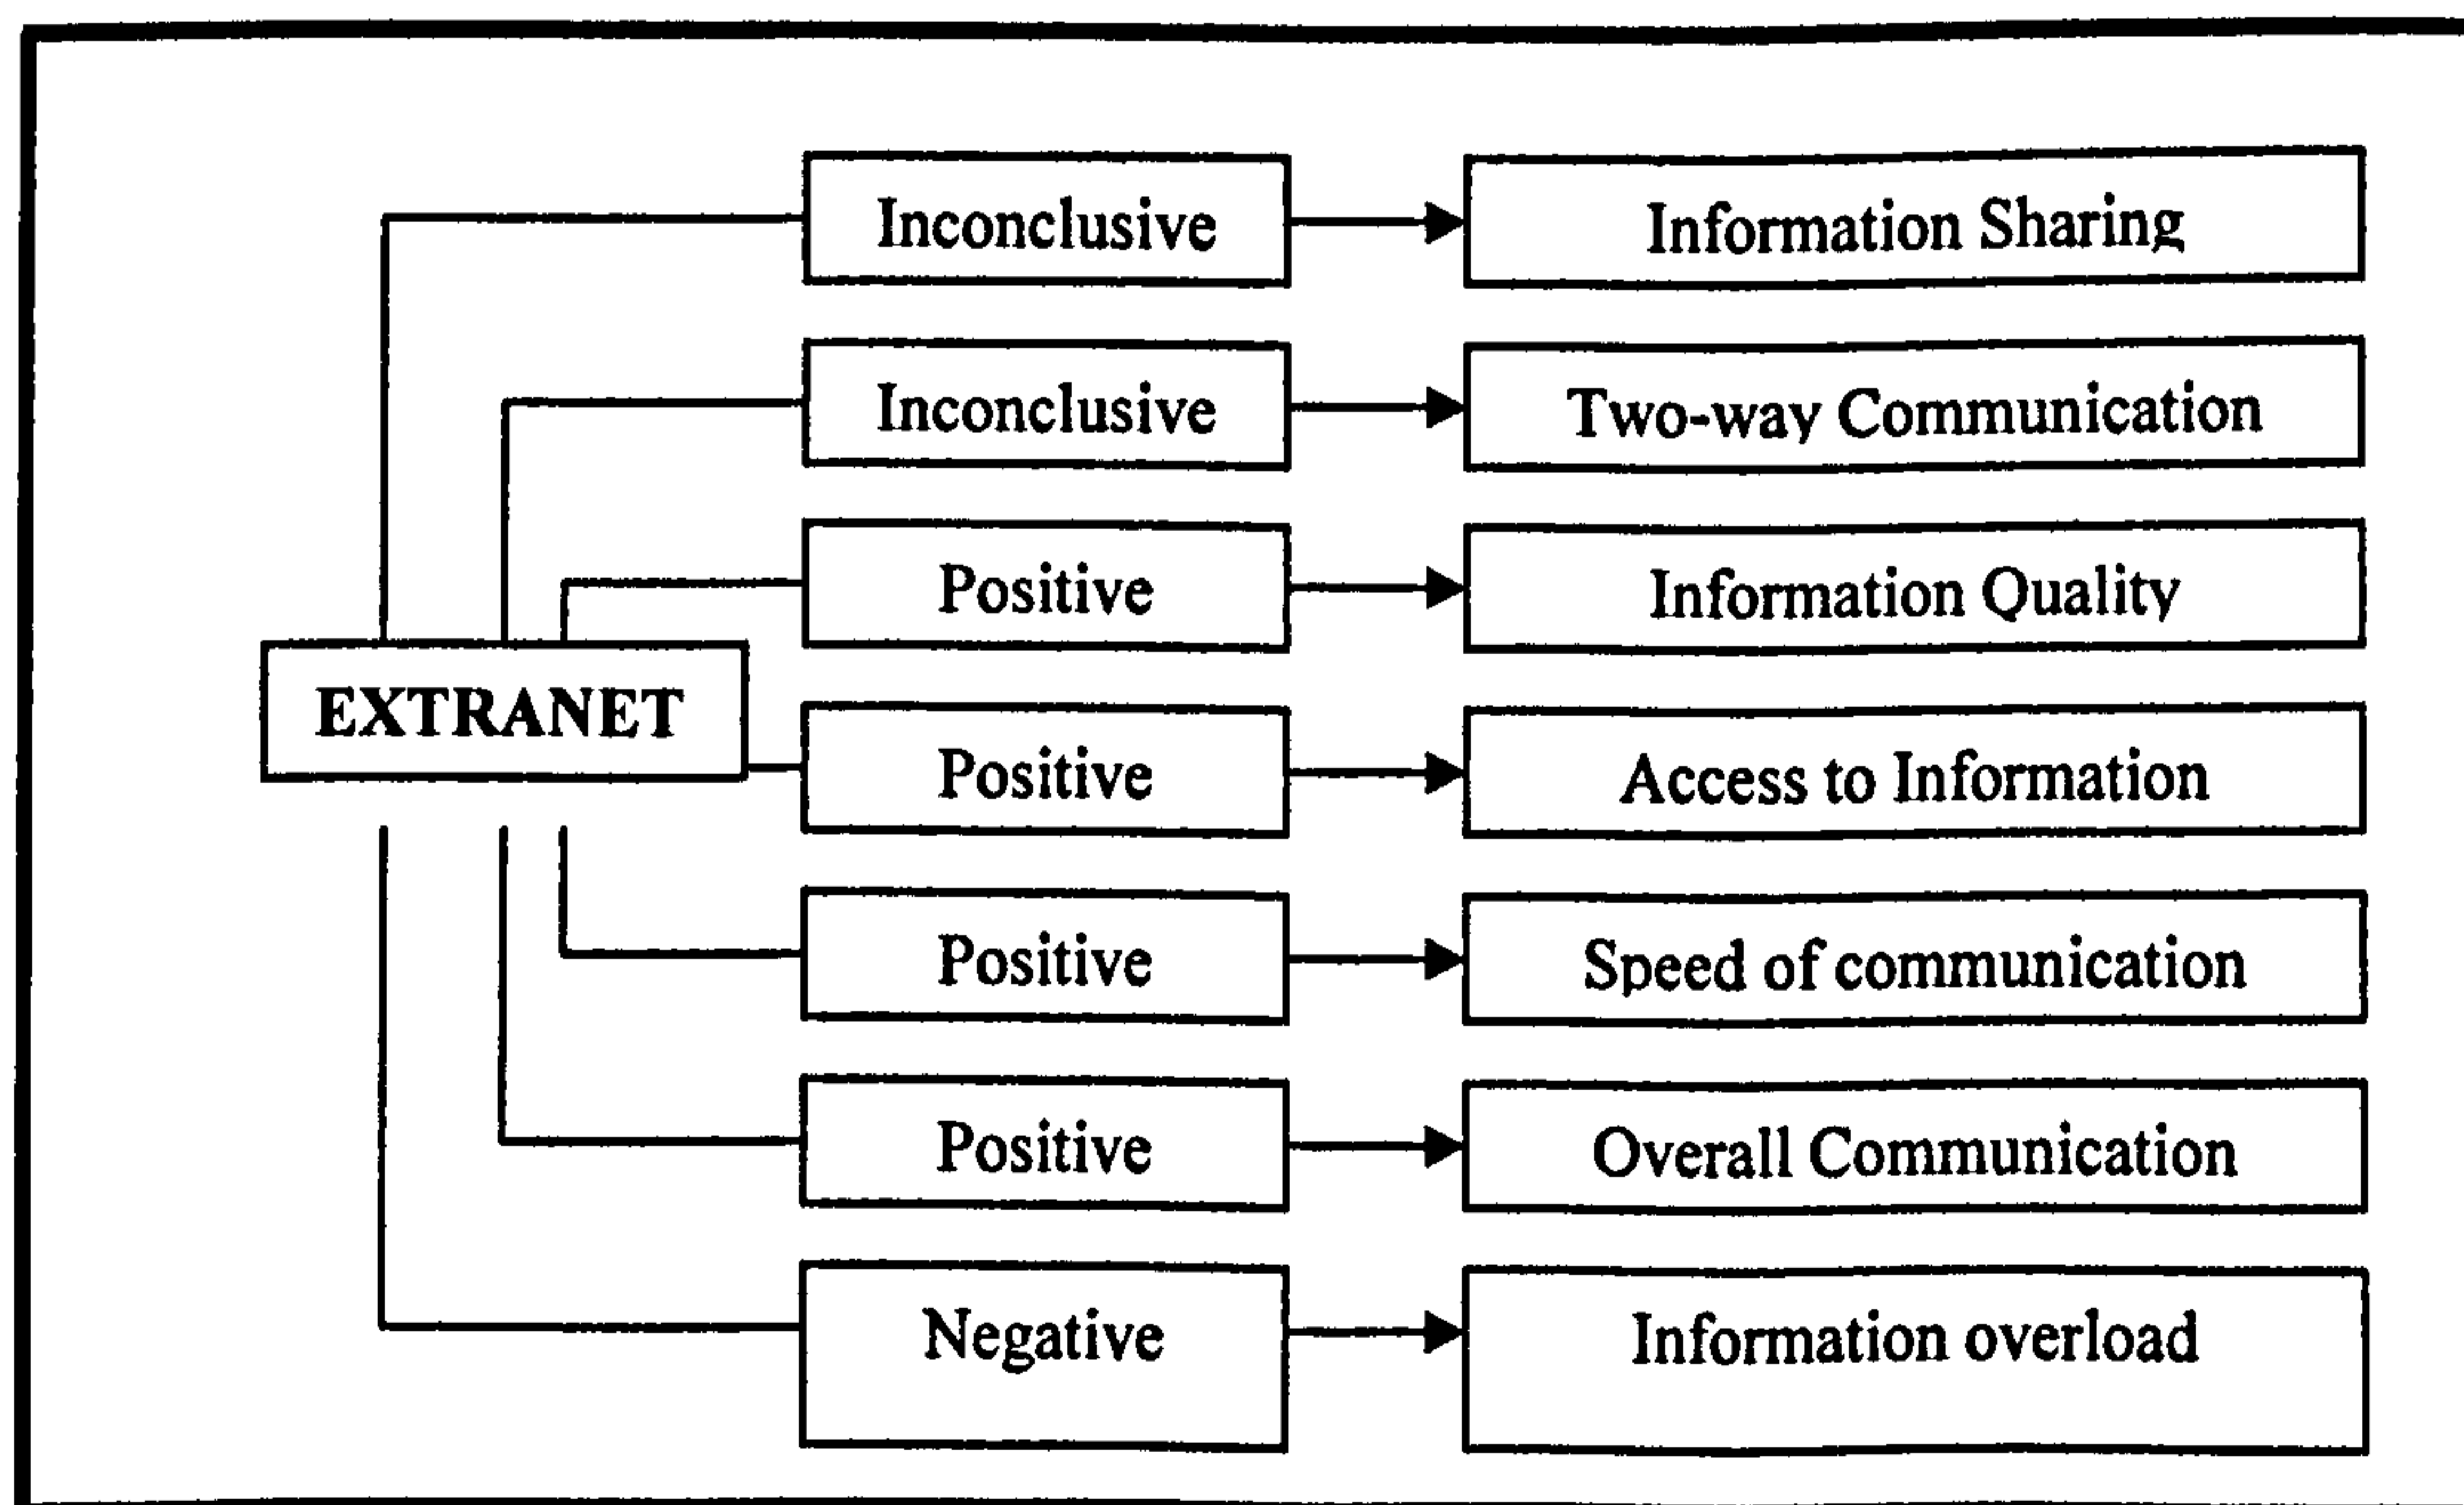 Inconclusive
Information Sharing
Inconclusive
Two-way Communication
Positive
Information Quality
EXTRANET
Positive
Access to Information
Positive
Speed of communication
Positive
Overall Communication
Negative
Information overload